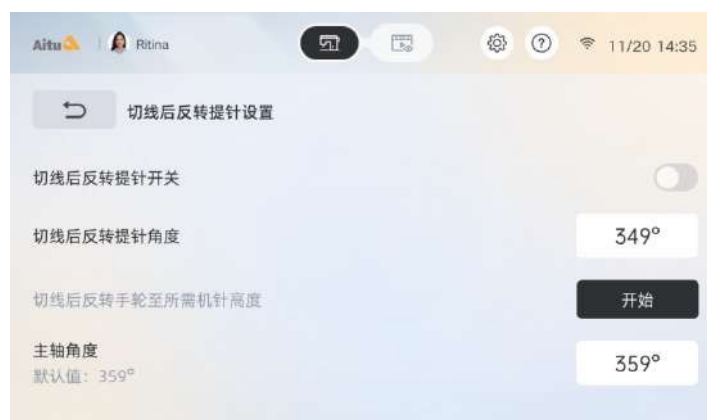 Aitu Ritina 11/20 14:35
切线后反转提针设置
切线后反转提针开关
切线后反转提针角度 349°
切线后反转手轮至所需机针高度 开始
主轴角度 359°
默认值: 359°